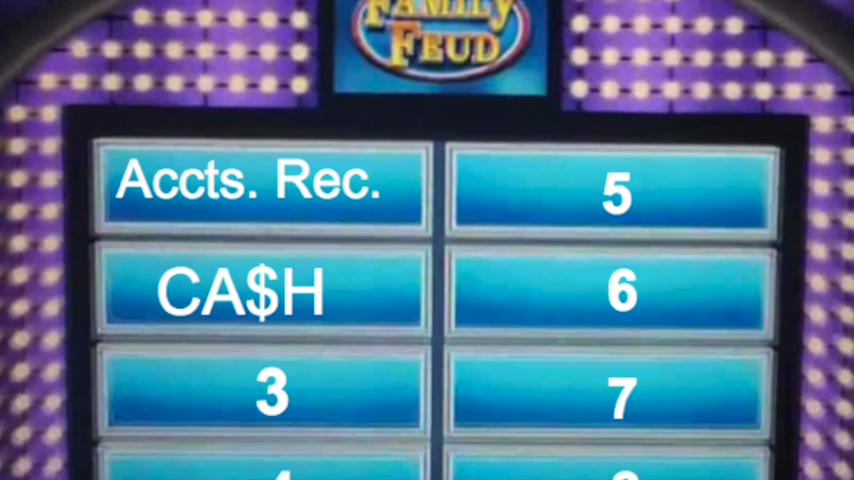 FAMILY
FEUD
Accts. Rec.
5
CA$H
6
3
7